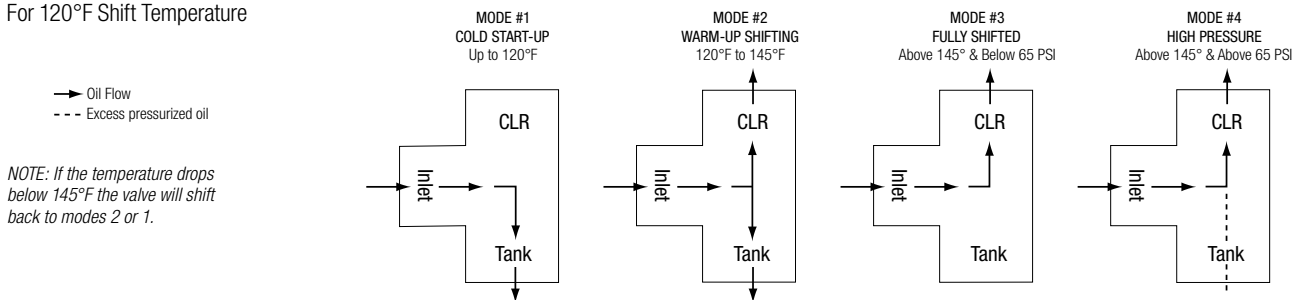 For 120°F Shift Temperature
Oil Flow
Excess pressurized oil
NOTE: If the temperature drops
below 145°F the valve will shift
back to modes 2 or 1.
MODE #1
COLD START-UP
Up to 120°F
CLR
Inlet
Tank
MODE #2
WARM-UP SHIFTING
120°F to 145°F
CLR
Inlet
Tank
MODE #3
FULLY SHIFTED
Above 145° & Below 65 PSI
CLR
Inlet
Tank
MODE #4
HIGH PRESSURE
Above 145° & Above 65 PSI
CLR
Inlet
Tank